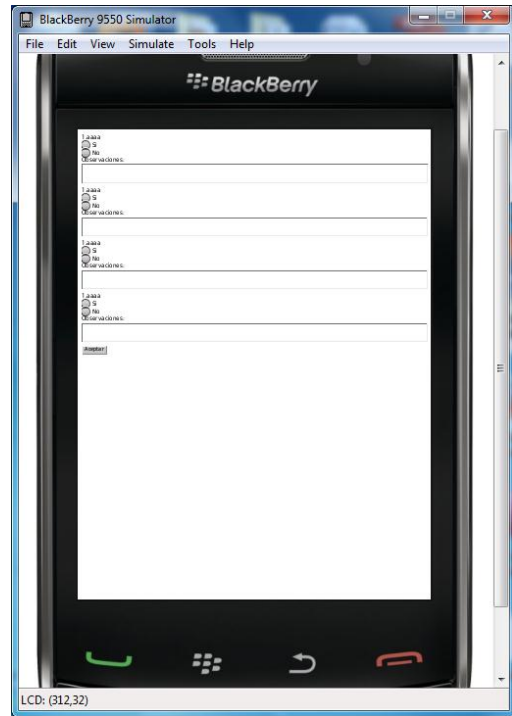 BlackBerry 9550 Simulator
File Edit View Simulate Tools Help
BlackBerry
1.aaaa
Si
No
Observaciones:
1.aaaa
Si
No
Observaciones:
1.aaaa
Si
No
Observaciones:
1.aaaa
Si
No
Observaciones:
Aceptar
LCD: (312,32)